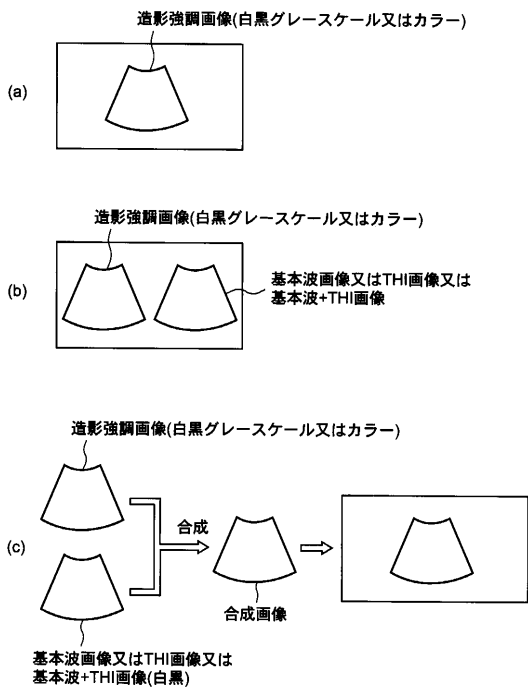 造影強調画像(白黒グレースケール又はカラー)
(a)
造影強調画像(白黒グレースケール又はカラー)
(b)
基本波画像又はTHI画像又は
基本波+THI画像
造影強調画像(白黒グレースケール又はカラー)
(c)
合成
合成画像
基本波画像又はTHI画像又は
基本波+THI画像(白黒)